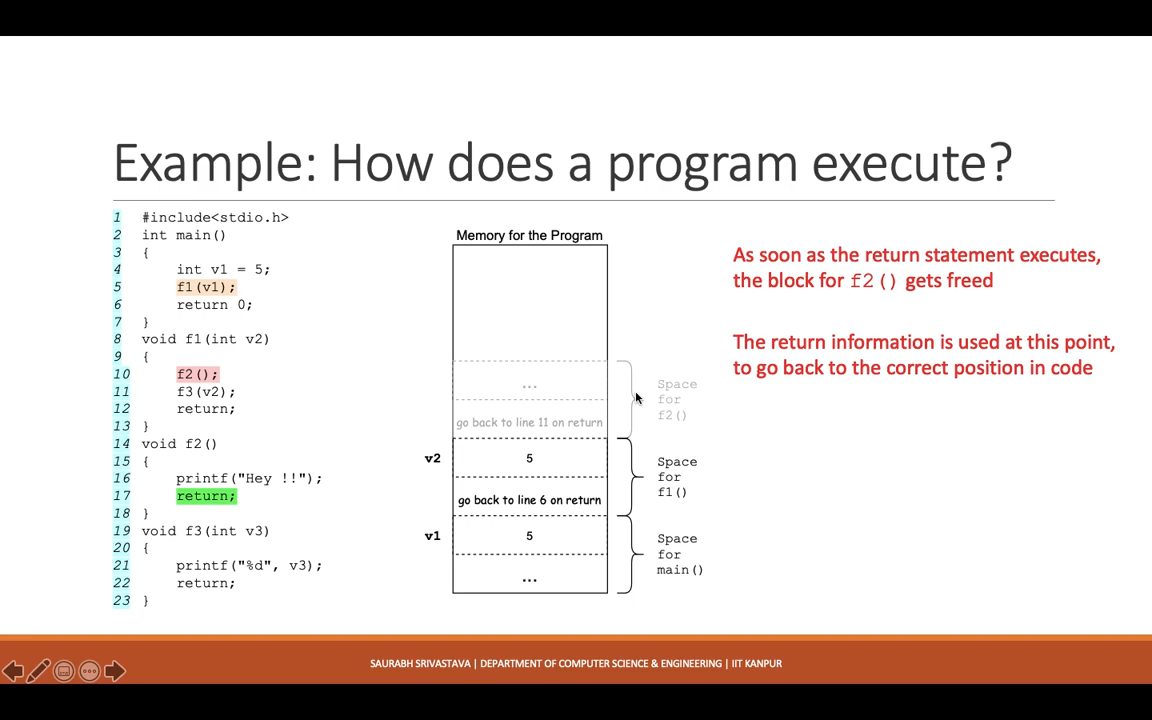 Example: How does a program execute?
1 #include<stdio.h>
2 int main()
3 {
4 int v1 = 5;
5 f1(v1);
6 return 0;
7 }
8 void f1(int v2)
9 {
10 f2();
11 f3(v2);
12 return;
13 }
14 void f2()
15 {
16 printf("Hey !!");
17 return;
18 }
19 void f3(int v3)
20 {
21 printf("%d", v3);
22 return;
23 }
Memory for the Program
...
go back to line 11 on return
Space
for
f2()
v2 5
go back to line 6 on return
Space
for
f1()
v1 5
...
Space
for
main()
As soon as the return statement executes,
the block for f2() gets freed
The return information is used at this point,
to go back to the correct position in code
SAURABH SRIVASTAVA | DEPARTMENT OF COMPUTER SCIENCE & ENGINEERING | IIT KANPUR